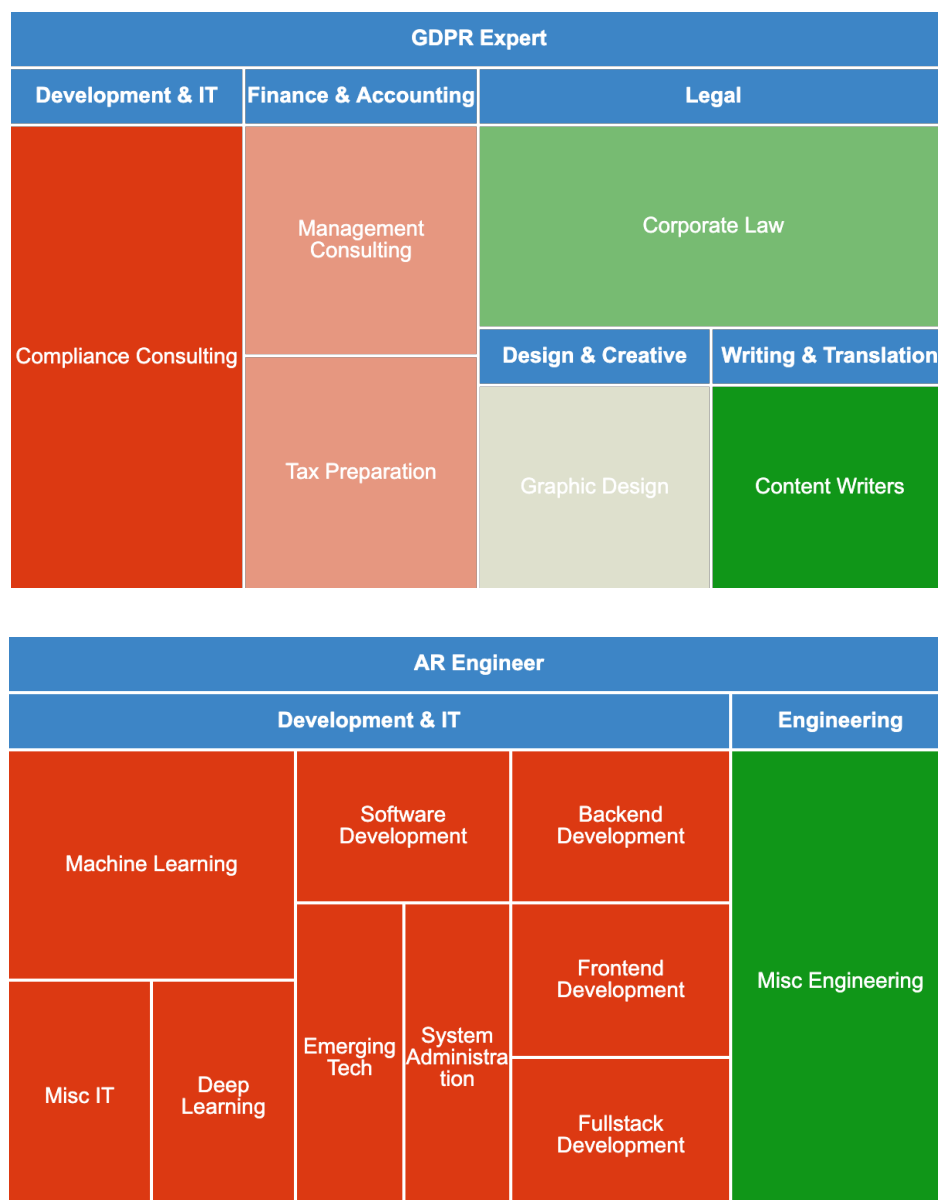 GDPR Expert
Development & IT
Finance & Accounting
Legal
Management
Consulting
Corporate Law
Compliance Consulting
Design & Creative
Writing & Translation
Tax Preparation
Graphic Design
Content Writers
AR Engineer
Development & IT
Engineering
Machine Learning
Software
Development
Backend
Development
Frontend
Development
Misc Engineering
Misc IT
Deep
Learning
Emerging
Tech
System
Administra
tion
Fullstack
Development